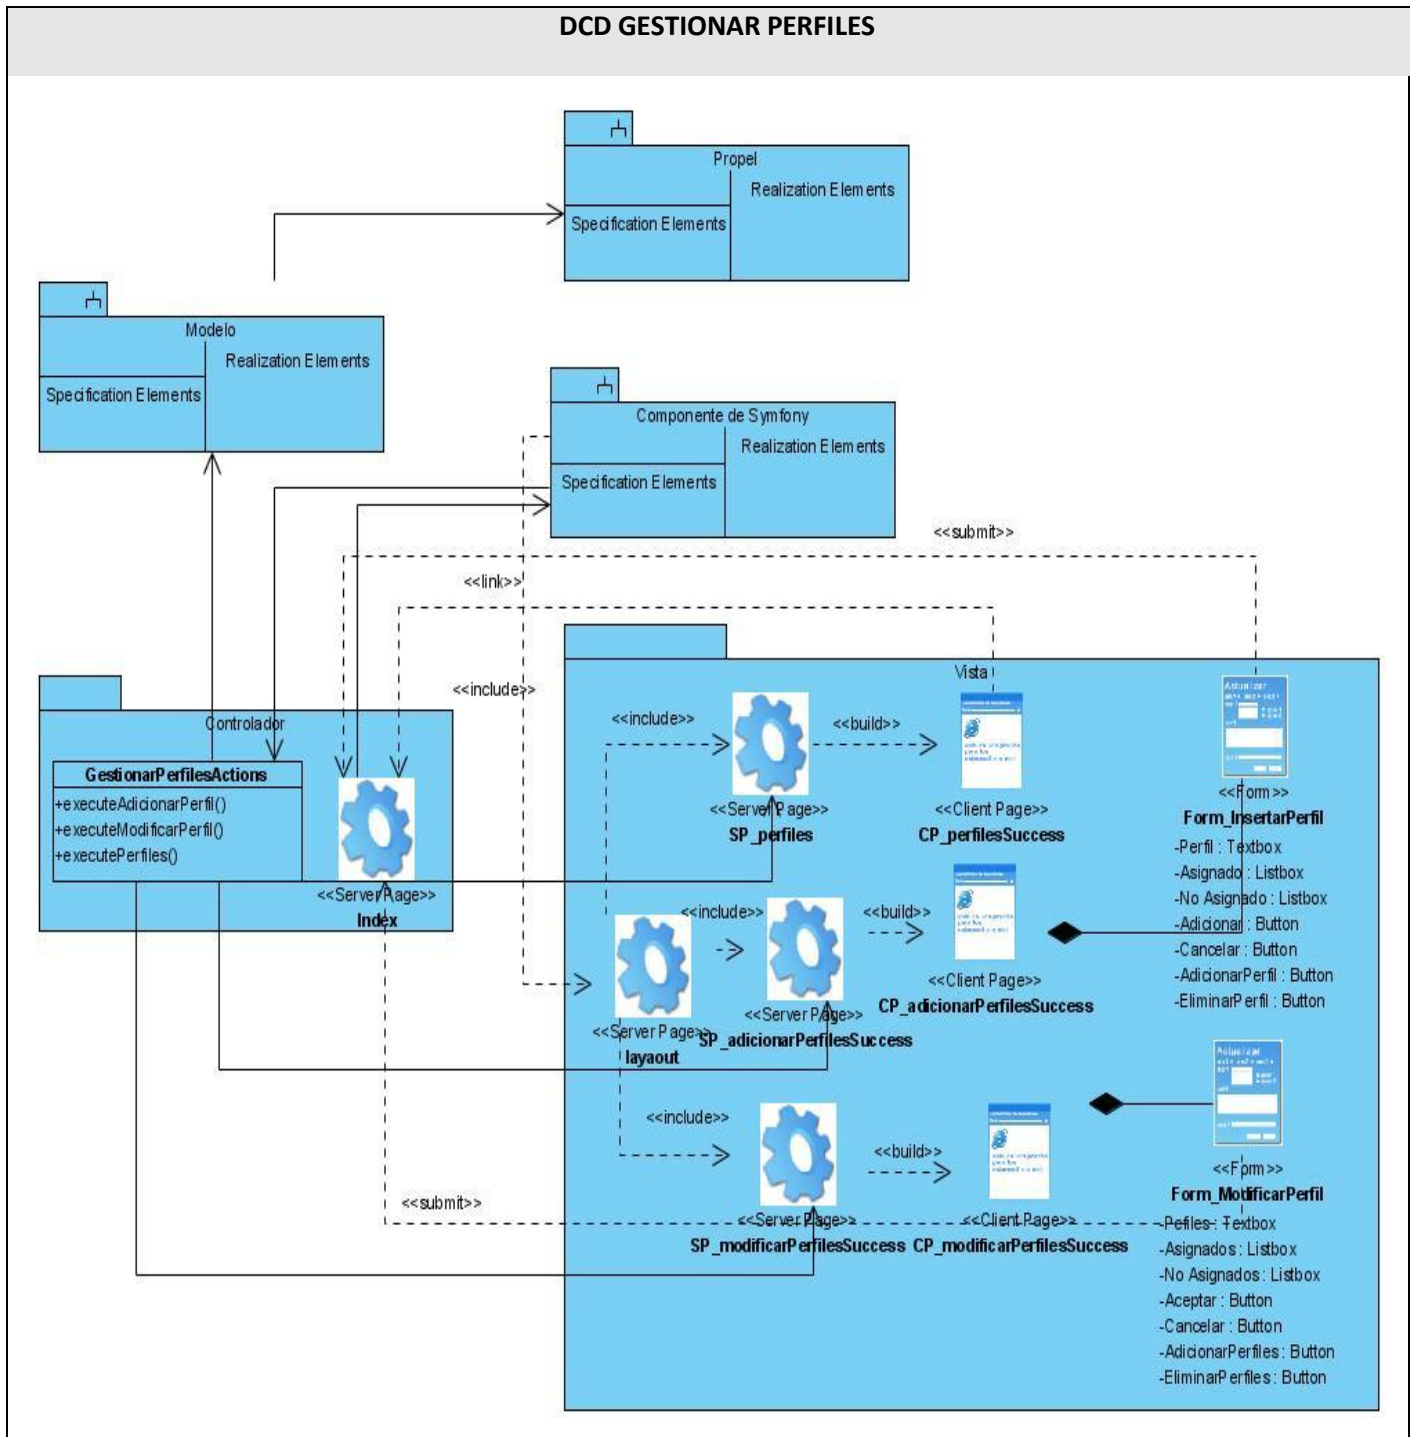 DCD GESTIONAR PERFILES
Propel
Realization Elements
Specification Elements
Modelo
Realization Elements
Specification Elements
Componente de Symfony
Realization Elements
Specification Elements
<<submit>>
<<link>>
<<include>>
Controlador
GestionarPerfilesActions
+executeAdicionarPerfil()
+executeModificarPerfil()
+executePerfiles()
<<Server Page>>
Index
Vista
<<include>>
<<Server Page>>
SP_perfiles
<<build>>
<<Client Page>>
CP_perfilesSuccess
Actualizar
<<Form>>
Form_InsertarPerfil
-Perfil : Textbox
-Asignado : Listbox
-No Asignado : Listbox
-Adicionar : Button
-Cancelar : Button
-AdicionarPerfil : Button
-EliminarPerfil : Button
<<include>>
<<Server Page>>
SP_adicionarPerfilesSuccess
<<build>>
<<Client Page>>
CP_adicionarPerfilesSuccess
<<Server Page>>
layaout
<<include>>
<<Server Page>>
SP_modificarPerfilesSuccess
<<build>>
<<Client Page>>
CP_modificarPerfilesSuccess
<<submit>>
Actualizar
<<Form>>
Form_ModificarPerfil
-Pefiles : Textbox
-Asignados : Listbox
-No Asignados : Listbox
-Aceptar : Button
-Cancelar : Button
-AdicionarPerfiles : Button
-EliminarPerfiles : Button